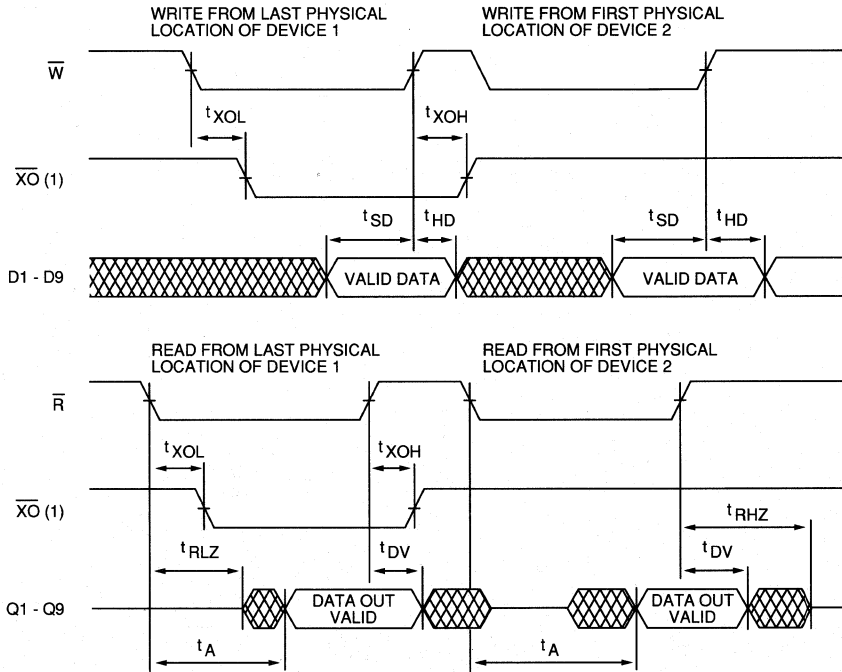 WRITE FROM LAST PHYSICAL
LOCATION OF DEVICE 1
WRITE FROM FIRST PHYSICAL
LOCATION OF DEVICE 2
W
tXOL
tXOH
XO (1)
tSD
tHD
tSD
tHD
D1 - D9
VALID DATA
VALID DATA
READ FROM LAST PHYSICAL
LOCATION OF DEVICE 1
READ FROM FIRST PHYSICAL
LOCATION OF DEVICE 2
R
tXOL
tXOH
XO (1)
tRHZ
tRLZ
tDV
tDV
Q1 - Q9
DATA OUT
VALID
DATA OUT
VALID
tA
tA